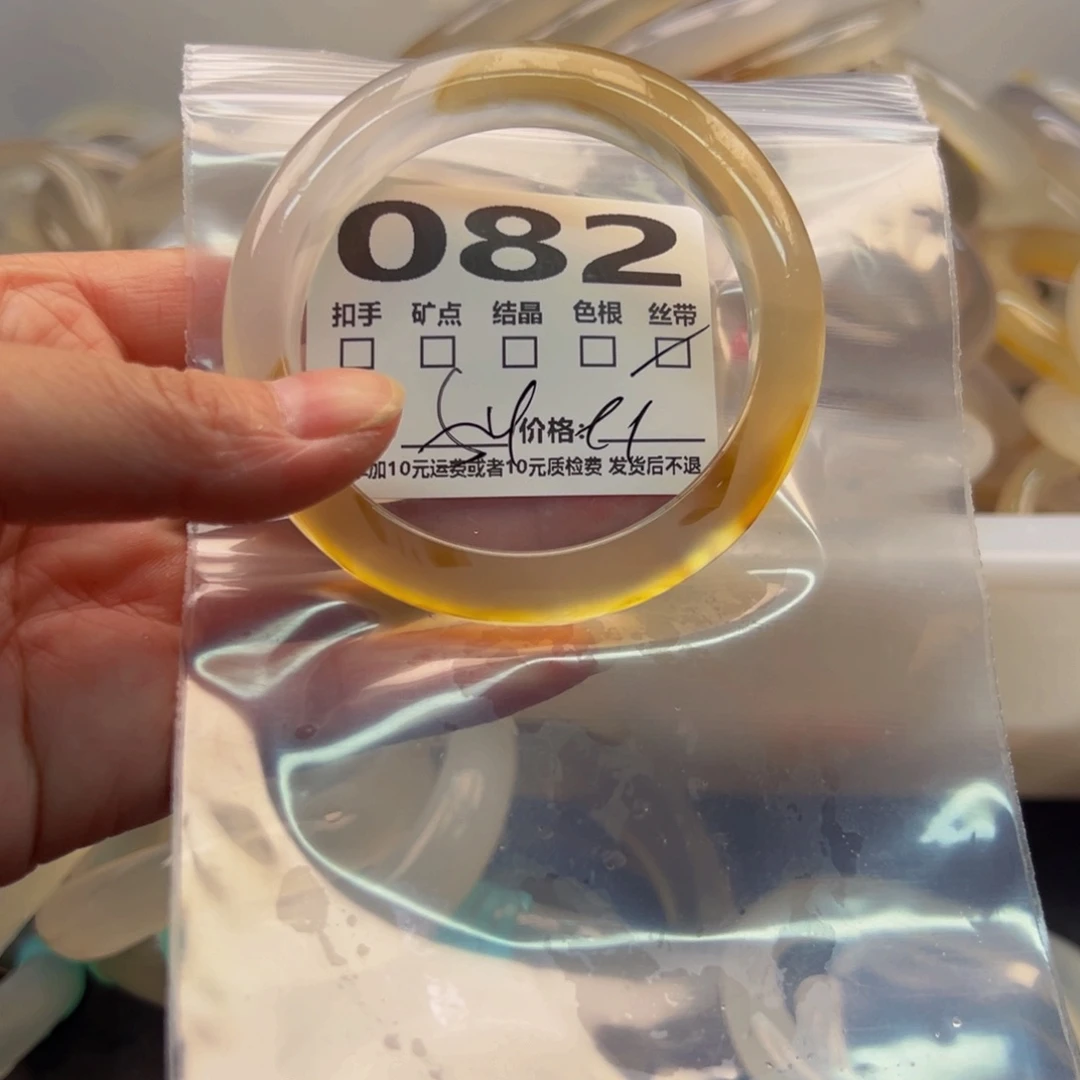 082
扣手 矿点 结晶 色根 丝带
54 价格:
加10元运费或者10元质检费 发货后不退